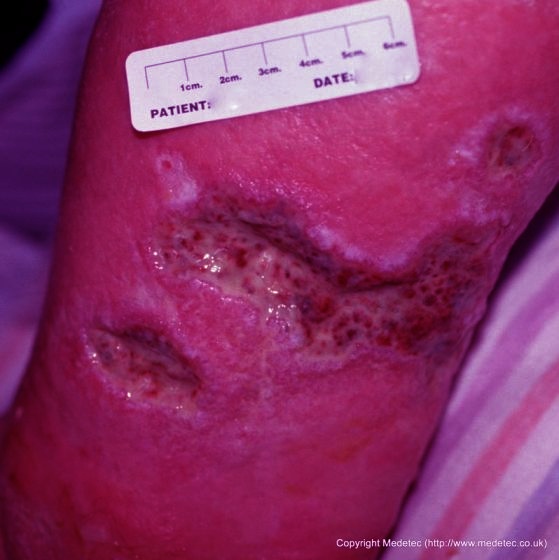 1cm. 2cm. 3cm. 4cm. 5cm. 6cm.
PATIENT: DATE:
Copyright Medetec (http://www.medetec.co.uk)